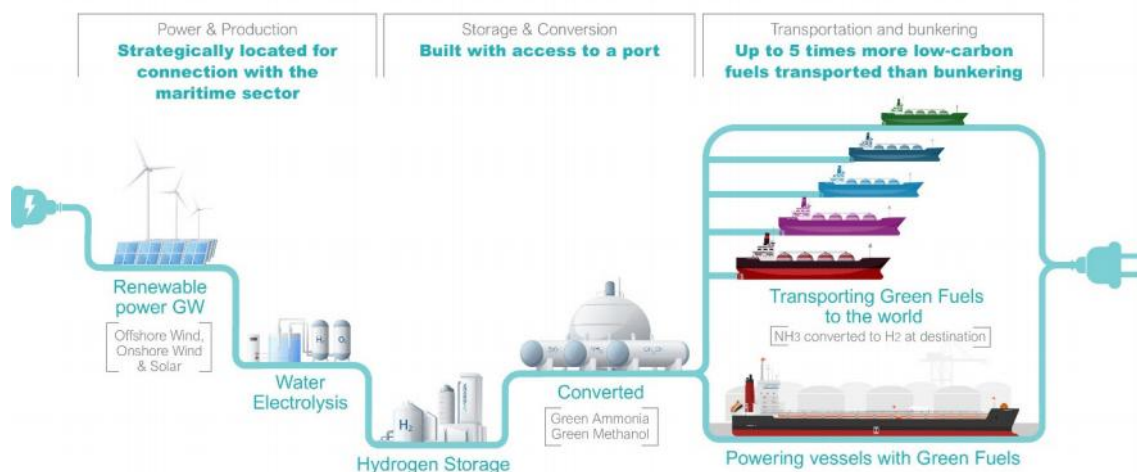 Power & Production
Strategically located for
connection with the
maritime sector
Storage & Conversion
Built with access to a port
Transportation and bunkering
Up to 5 times more low-carbon
fuels transported than bunkering
Renewable
power GW
Offshore Wind,
Onshore Wind
& Solar
H2
O2
Water
Electrolysis
H2
Hydrogen Storage
Converted
Green Ammonia
Green Methanol
Transporting Green Fuels
to the world
NH3 converted to H2 at destination
Powering vessels with Green Fuels